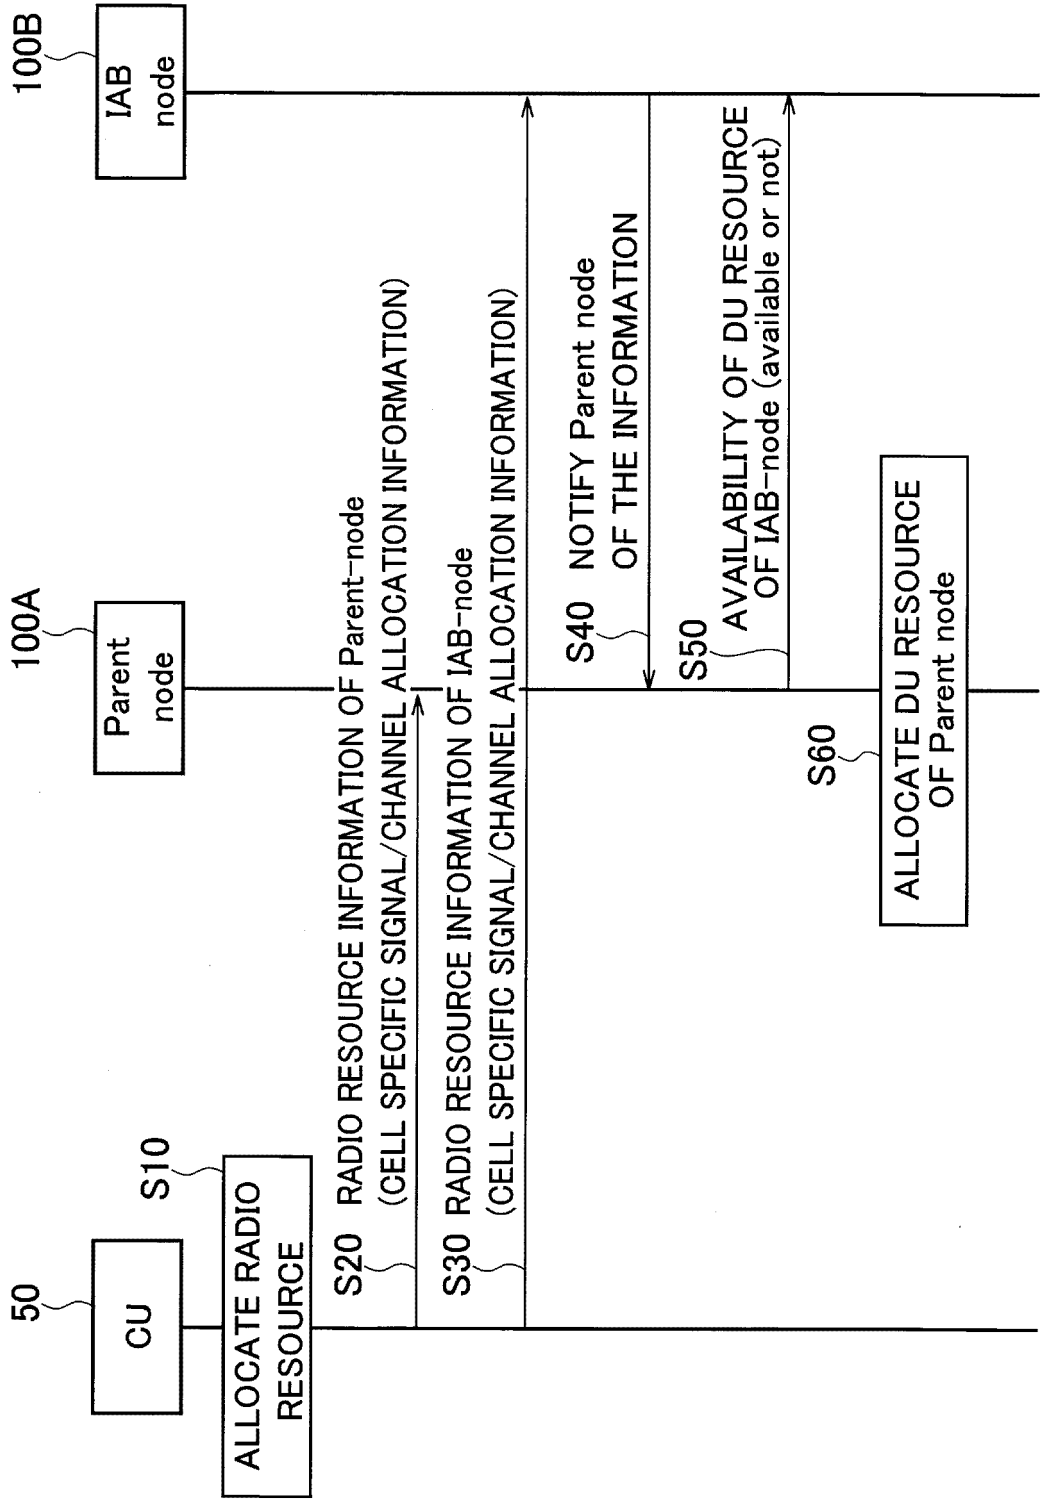 50
CU
100A
Parent
node
100B
IAB
node
S10
ALLOCATE RADIO
RESOURCE
S20 RADIO RESOURCE INFORMATION OF Parent-node
(CELL SPECIFIC SIGNAL/CHANNEL ALLOCATION INFORMATION)
S30 RADIO RESOURCE INFORMATION OF IAB-node
(CELL SPECIFIC SIGNAL/CHANNEL ALLOCATION INFORMATION)
S40 NOTIFY Parent node
OF THE INFORMATION
S50
AVAILABILITY OF DU RESOURCE
OF IAB-node (available or not)
S60
ALLOCATE DU RESOURCE
OF Parent node